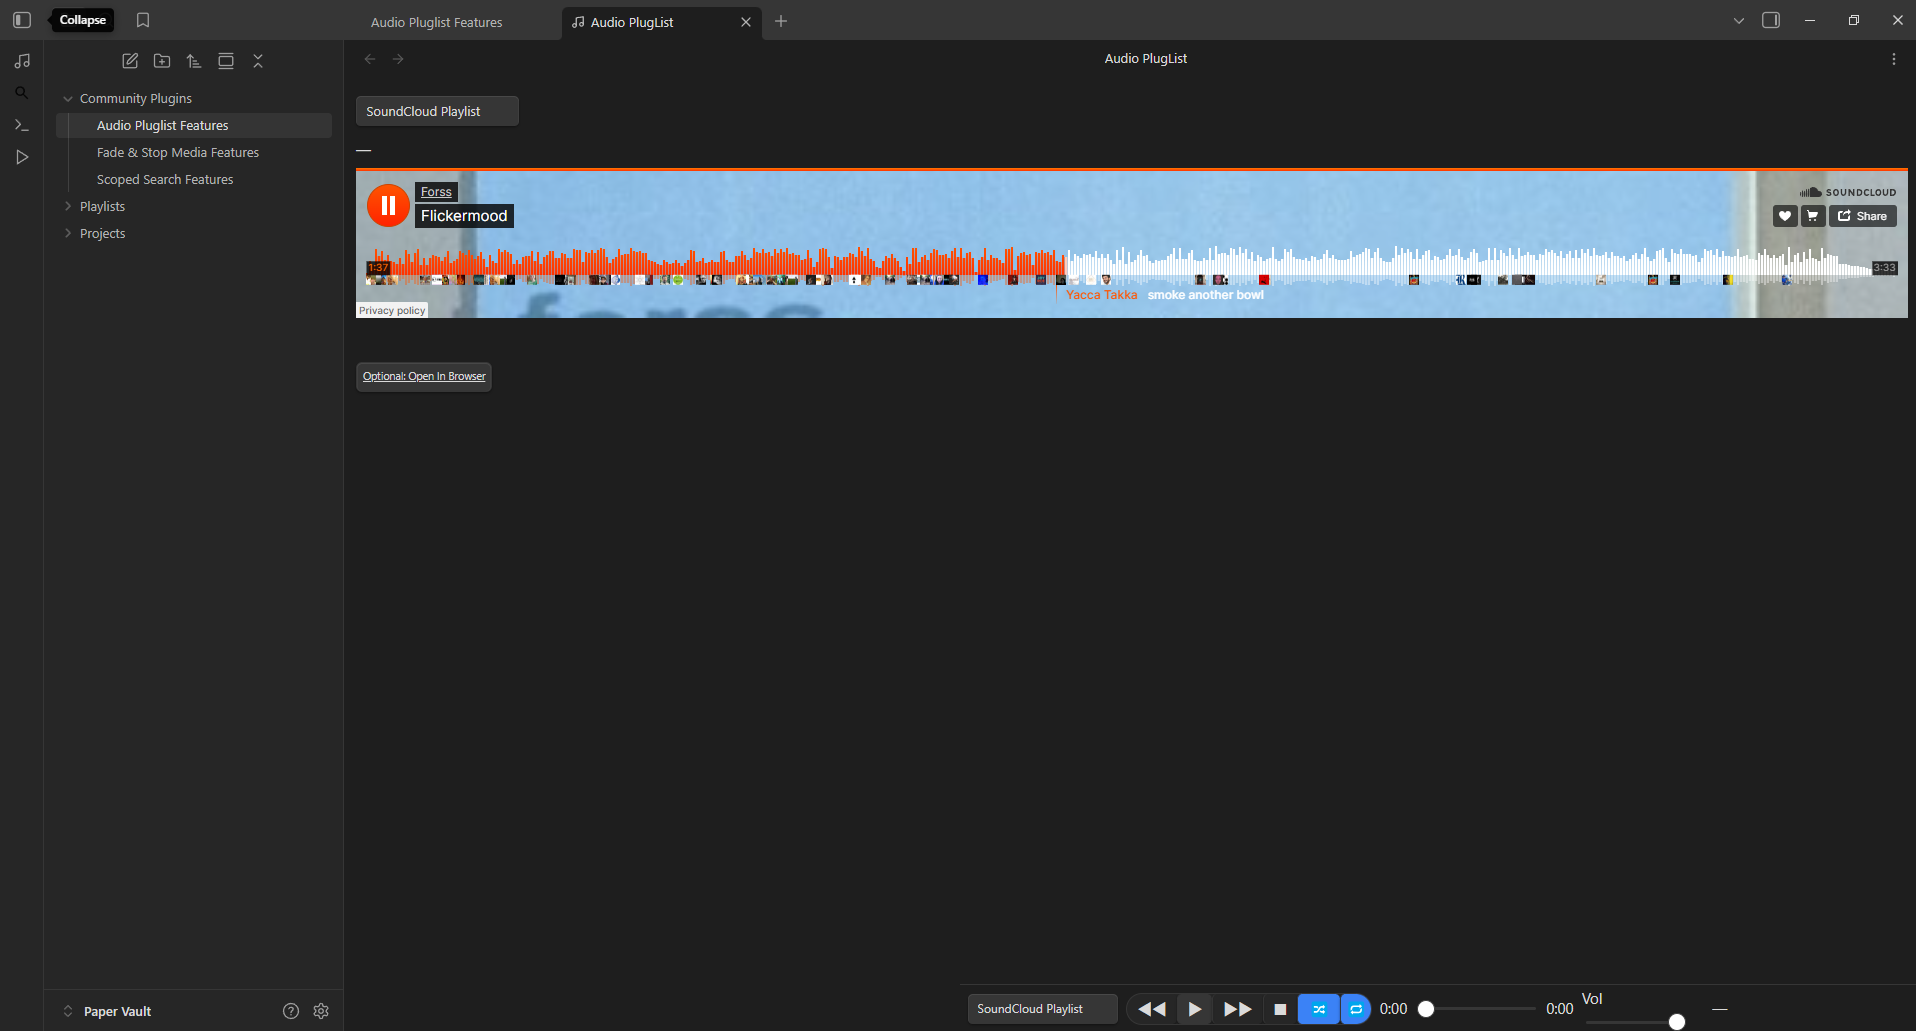 Collapse
Audio Pluglist Features
Audio PlugList
Audio PlugList
Community Plugins
Audio Pluglist Features
Fade & Stop Media Features
Scoped Search Features
Playlists
Projects
SoundCloud Playlist
—
Forss
Flickermood
SOUNDCLOUD
Share
1:37
3:33
Yacca Takka smoke another bowl
Privacy policy
Optional: Open In Browser
Paper Vault
SoundCloud Playlist
0:00
0:00
Vol
—